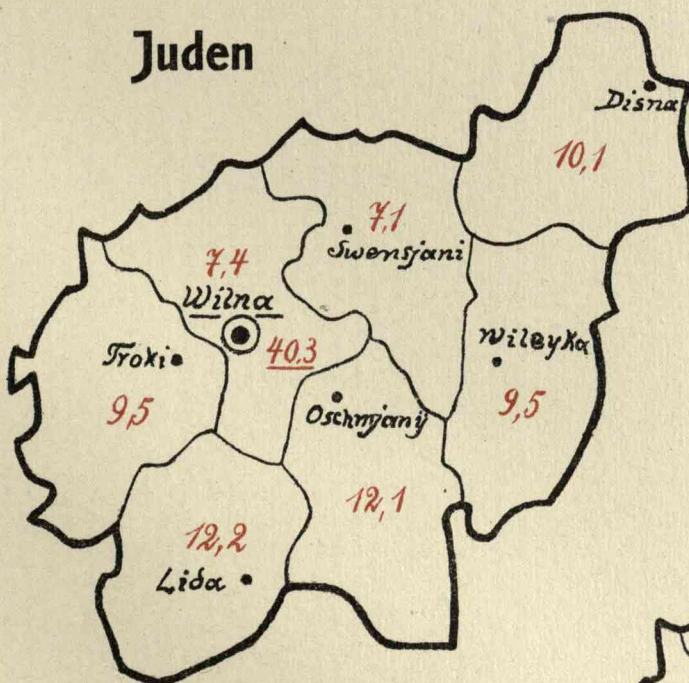 Juden
Disna
10,1
7,1
Swensjani
7,4
Wilna
40,3
Wileyka
9,5
Troki
9,5
Oschmjany
12,1
12,2
Lida